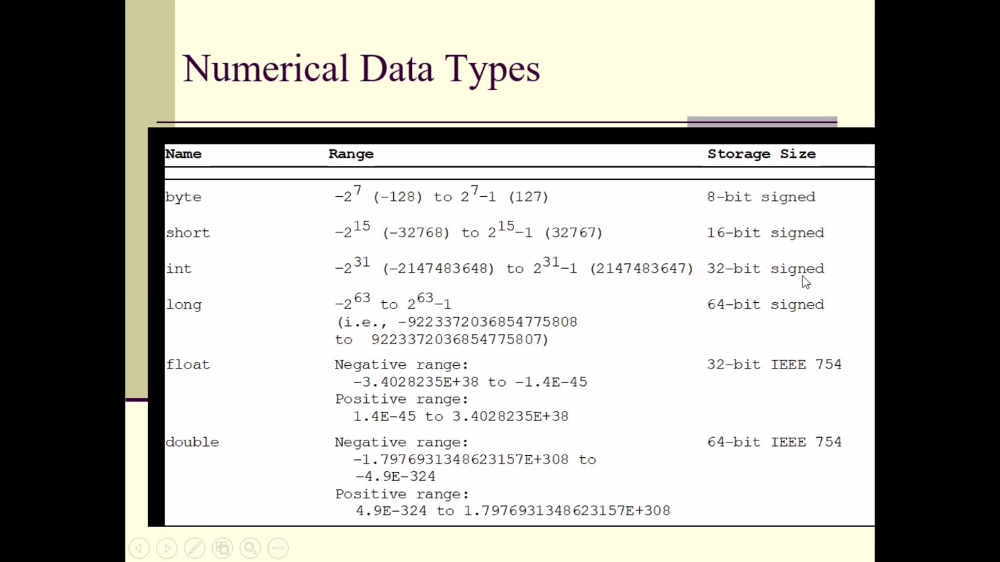 Numerical Data Types
Name Range Storage Size
byte −2^7 (−128) to 2^7−1 (127) 8−bit signed
short −2^15 (−32768) to 2^15−1 (32767) 16−bit signed
int −2^31 (−2147483648) to 2^31−1 (2147483647) 32−bit signed
long −2^63 to 2^63−1 64−bit signed
(i.e., −9223372036854775808
to 9223372036854775807)
float Negative range: 32−bit IEEE 754
−3.4028235E+38 to −1.4E−45
Positive range:
1.4E−45 to 3.4028235E+38
double Negative range: 64−bit IEEE 754
−1.7976931348623157E+308 to
−4.9E−324
Positive range:
4.9E−324 to 1.7976931348623157E+308